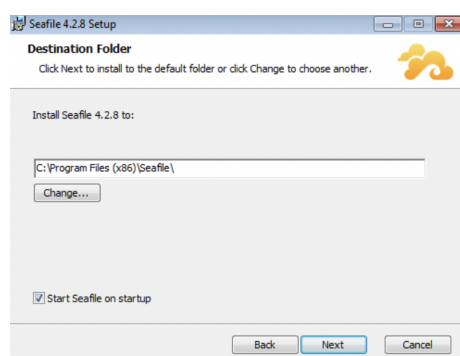 Seafile 4.2.8 Setup
Destination Folder
Click Next to install to the default folder or click Change to choose another.
Install Seafile 4.2.8 to:
C:\Program Files (x86)\Seafile\
Change...
Start Seafile on startup
Back Next Cancel